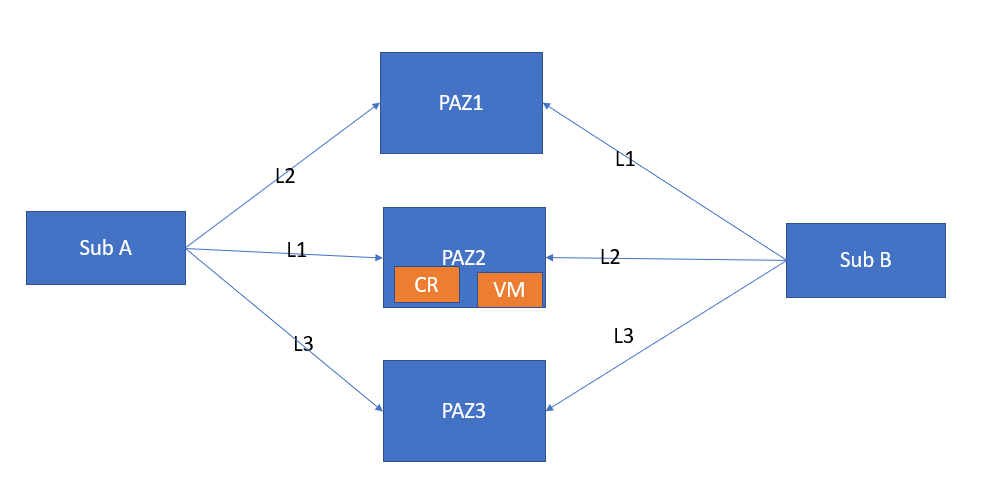 PAZ1
L1
L2
Sub A
L1
PAZ2
L2
Sub B
CR
VM
L3
L3
PAZ3